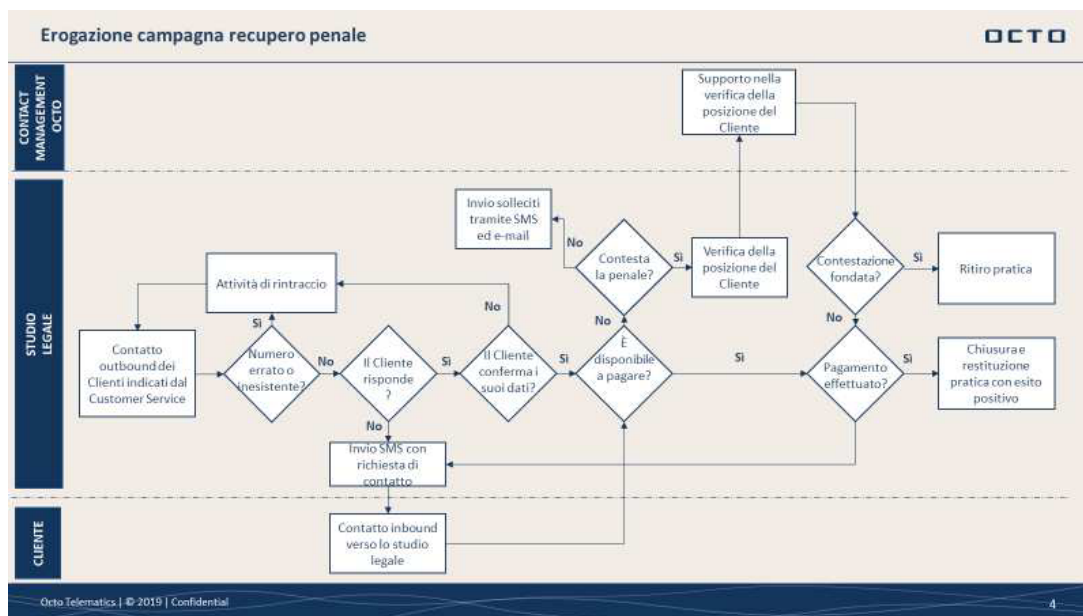 Erogazione campagna recupero penale
OCTO
CONTACT
MANAGEMENT
OCTO
Supporto nella
verifica della
posizione del
Cliente
STUDIO
LEGALE
Invio solleciti
tramite SMS
ed e-mail
No
Contesta
la penale?
Sì
Verifica della
posizione del
Cliente
Contestazione
fondata?
Sì
Ritiro pratica
Attività di rintraccio
No
No
No
Sì
Contatto
outbound dei
Clienti indicati dal
Customer Service
Numero
errato o
inesistente?
No
Il Cliente
risponde
?
Sì
Il Cliente
conferma i
suoi dati?
Sì
È
disponibile
a pagare?
Sì
Pagamento
effettuato?
Sì
Chiusura e
restituzione
pratica con esito
positivo
No
Invio SMS con
richiesta di
contatto
CLIENTE
Contatto inbound
verso lo studio
legale
Octo Telematics | © 2019 | Confidential
4